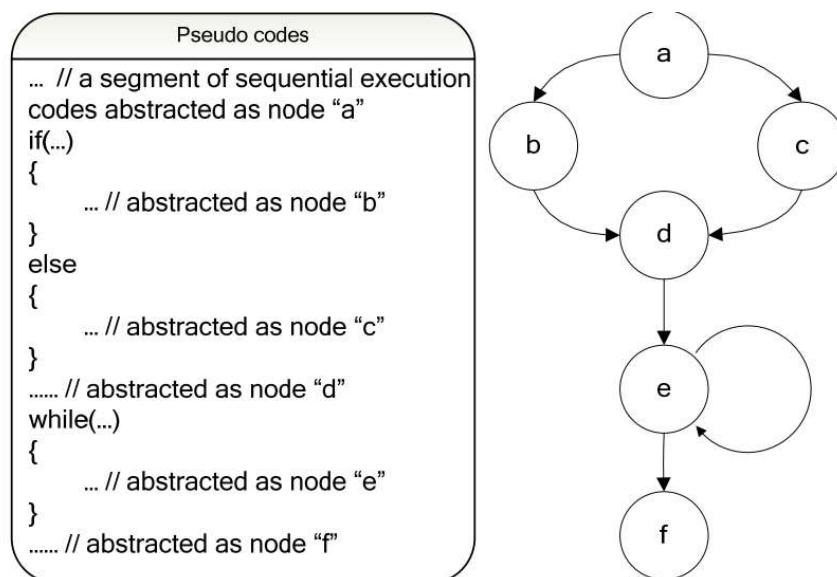 Pseudo codes
... // a segment of sequential execution
codes abstracted as node “a”
if(...)
{
... // abstracted as node “b”
}
else
{
... // abstracted as node “c”
}
...... // abstracted as node “d”
while(...)
{
... // abstracted as node “e”
}
...... // abstracted as node “f”
a
b
c
d
e
f